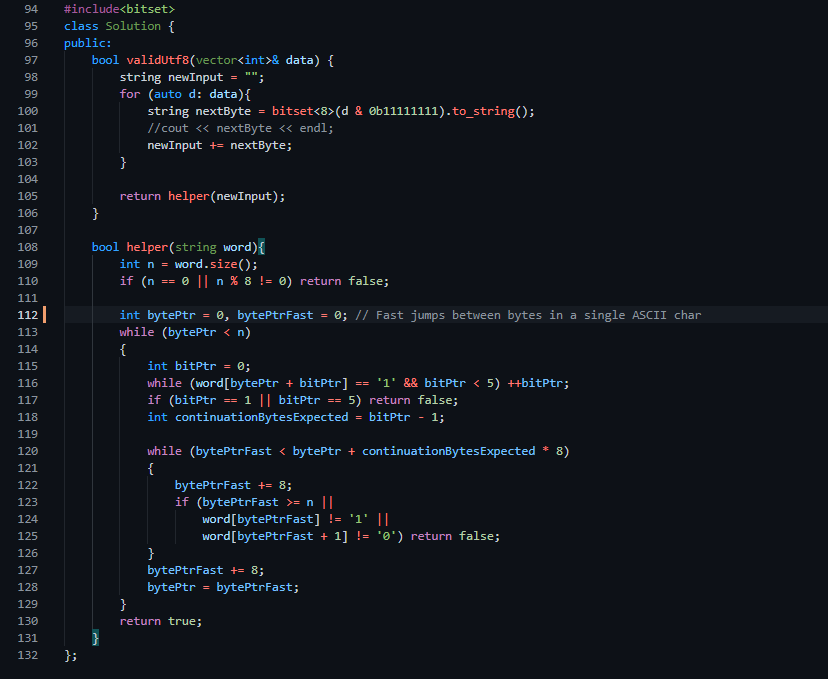 94 #include<bitset>
95 class Solution {
96 public:
97     bool validUtf8(vector<int>& data) {
98         string newInput = "";
99         for (auto d: data){
100             string nextByte = bitset<8>(d & 0b11111111).to_string();
101             //cout << nextByte << endl;
102             newInput += nextByte;
103         }
104
105         return helper(newInput);
106     }
107
108     bool helper(string word){
109         int n = word.size();
110         if (n == 0 || n % 8 != 0) return false;
111
112         int bytePtr = 0, bytePtrFast = 0; // Fast jumps between bytes in a single ASCII char
113         while (bytePtr < n)
114         {
115             int bitPtr = 0;
116             while (word[bytePtr + bitPtr] == '1' && bitPtr < 5) ++bitPtr;
117             if (bitPtr == 1 || bitPtr == 5) return false;
118             int continuationBytesExpected = bitPtr - 1;
119
120             while (bytePtrFast < bytePtr + continuationBytesExpected * 8)
121             {
122                 bytePtrFast += 8;
123                 if (bytePtrFast >= n ||
124                     word[bytePtrFast] != '1' ||
125                     word[bytePtrFast + 1] != '0') return false;
126             }
127             bytePtrFast += 8;
128             bytePtr = bytePtrFast;
129         }
130         return true;
131     }
132 };